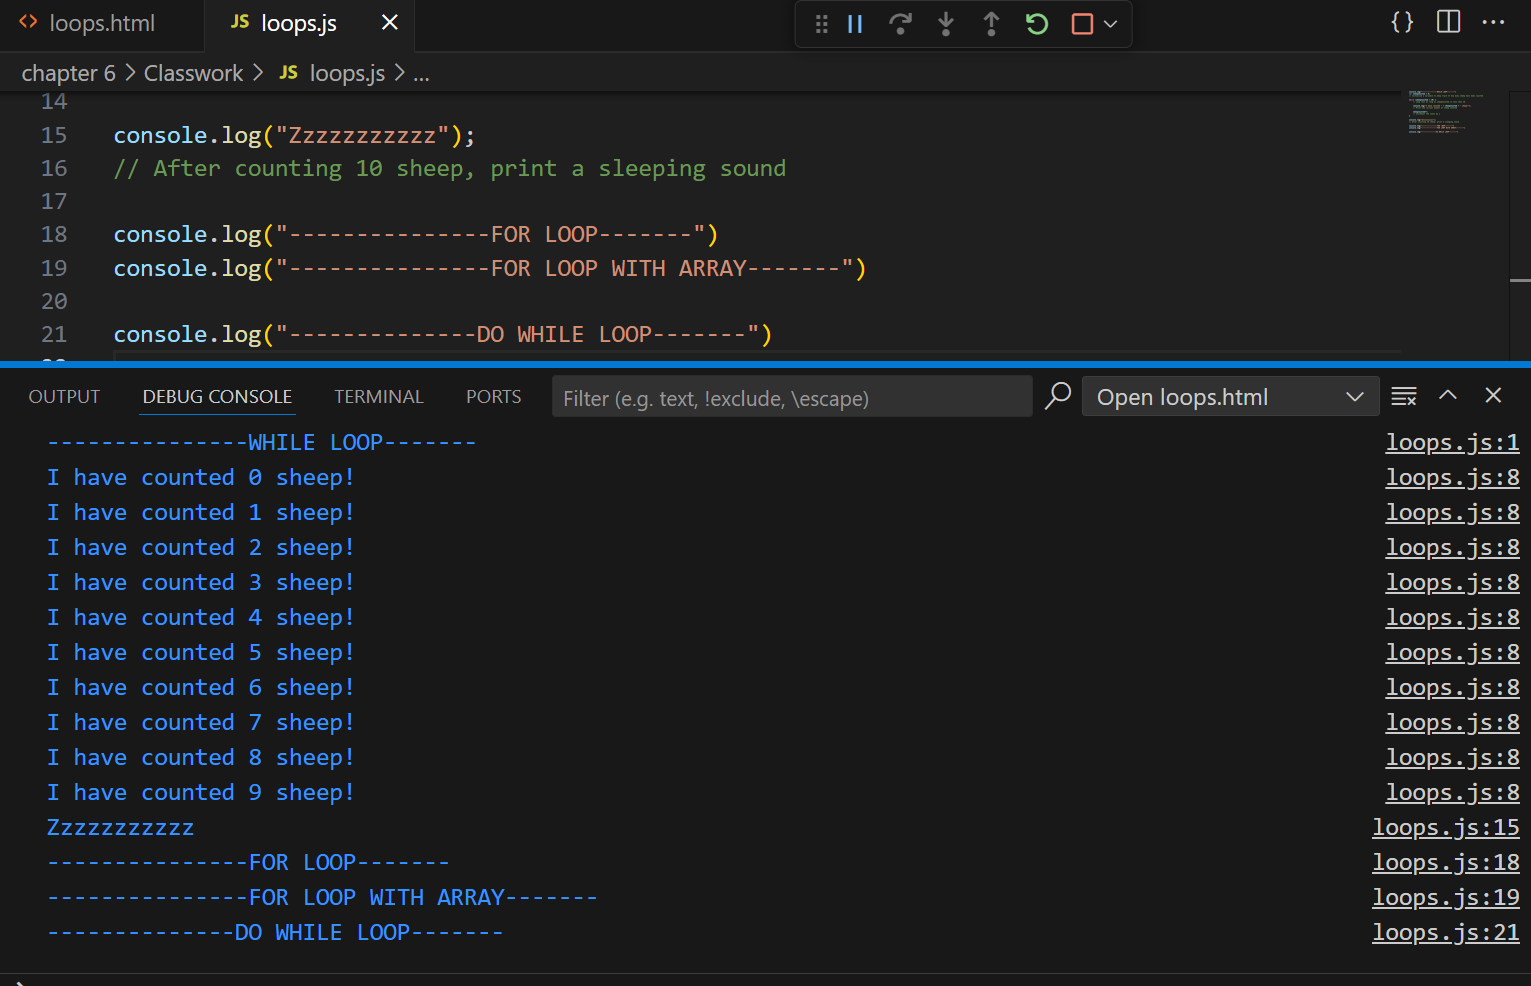 <> loops.html
JS loops.js
chapter 6 > Classwork > JS loops.js > ...
14
15 console.log("Zzzzzzzzzzz");
16 // After counting 10 sheep, print a sleeping sound
17
18 console.log("---------------FOR LOOP-------")
19 console.log("---------------FOR LOOP WITH ARRAY-------")
20
21 console.log("--------------DO WHILE LOOP-------")
OUTPUT DEBUG CONSOLE TERMINAL PORTS Filter (e.g. text, !exclude, \escape) Open loops.html
---------------WHILE LOOP------- loops.js:1
I have counted 0 sheep! loops.js:8
I have counted 1 sheep! loops.js:8
I have counted 2 sheep! loops.js:8
I have counted 3 sheep! loops.js:8
I have counted 4 sheep! loops.js:8
I have counted 5 sheep! loops.js:8
I have counted 6 sheep! loops.js:8
I have counted 7 sheep! loops.js:8
I have counted 8 sheep! loops.js:8
I have counted 9 sheep! loops.js:8
Zzzzzzzzzzz loops.js:15
---------------FOR LOOP------- loops.js:18
---------------FOR LOOP WITH ARRAY------- loops.js:19
--------------DO WHILE LOOP------- loops.js:21